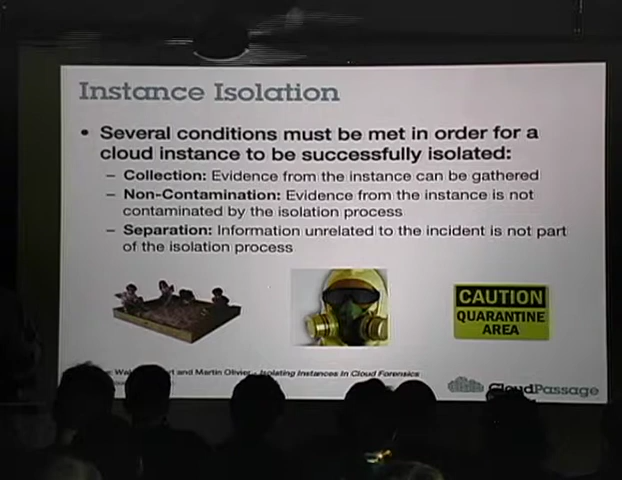 Instance Isolation
• Several conditions must be met in order for a
cloud instance to be successfully isolated:
– Collection: Evidence from the instance can be gathered
– Non-Contamination: Evidence from the instance is not
contaminated by the isolation process
– Separation: Information unrelated to the incident is not part
of the isolation process
CAUTION
QUARANTINE
AREA
and Martin Olivier - Isolating Instances In Cloud Forensics
CloudPassage